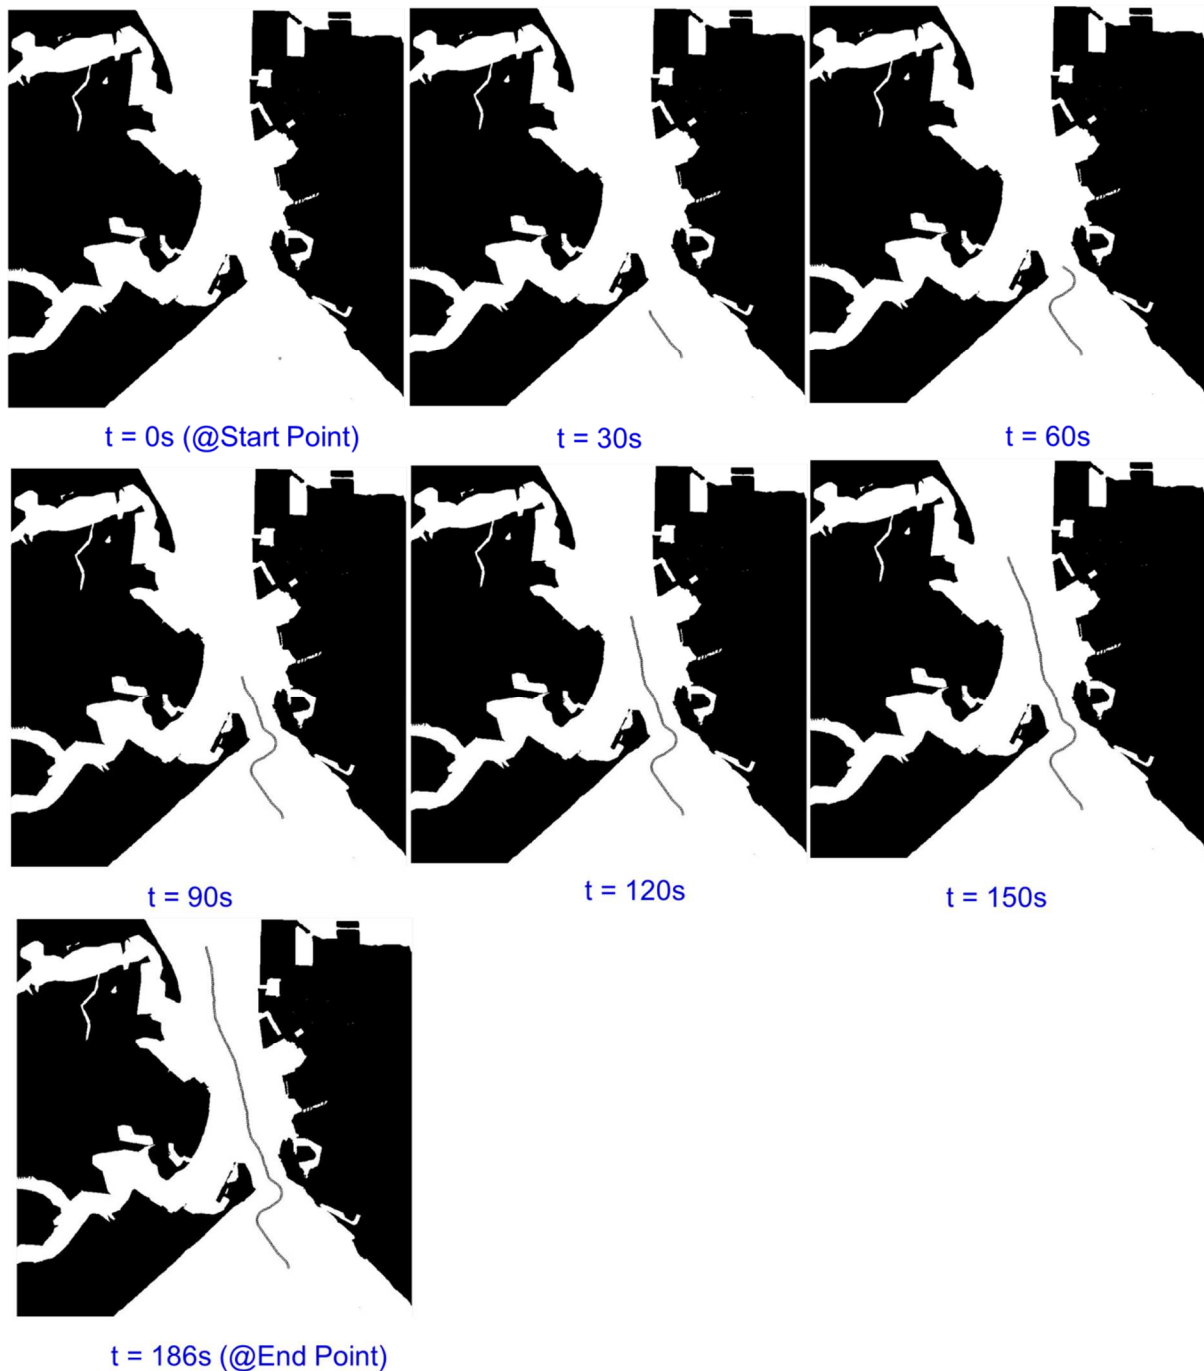 t = 0s (@Start Point)
t = 30s
t = 60s
t = 90s
t = 120s
t = 150s
t = 186s (@End Point)